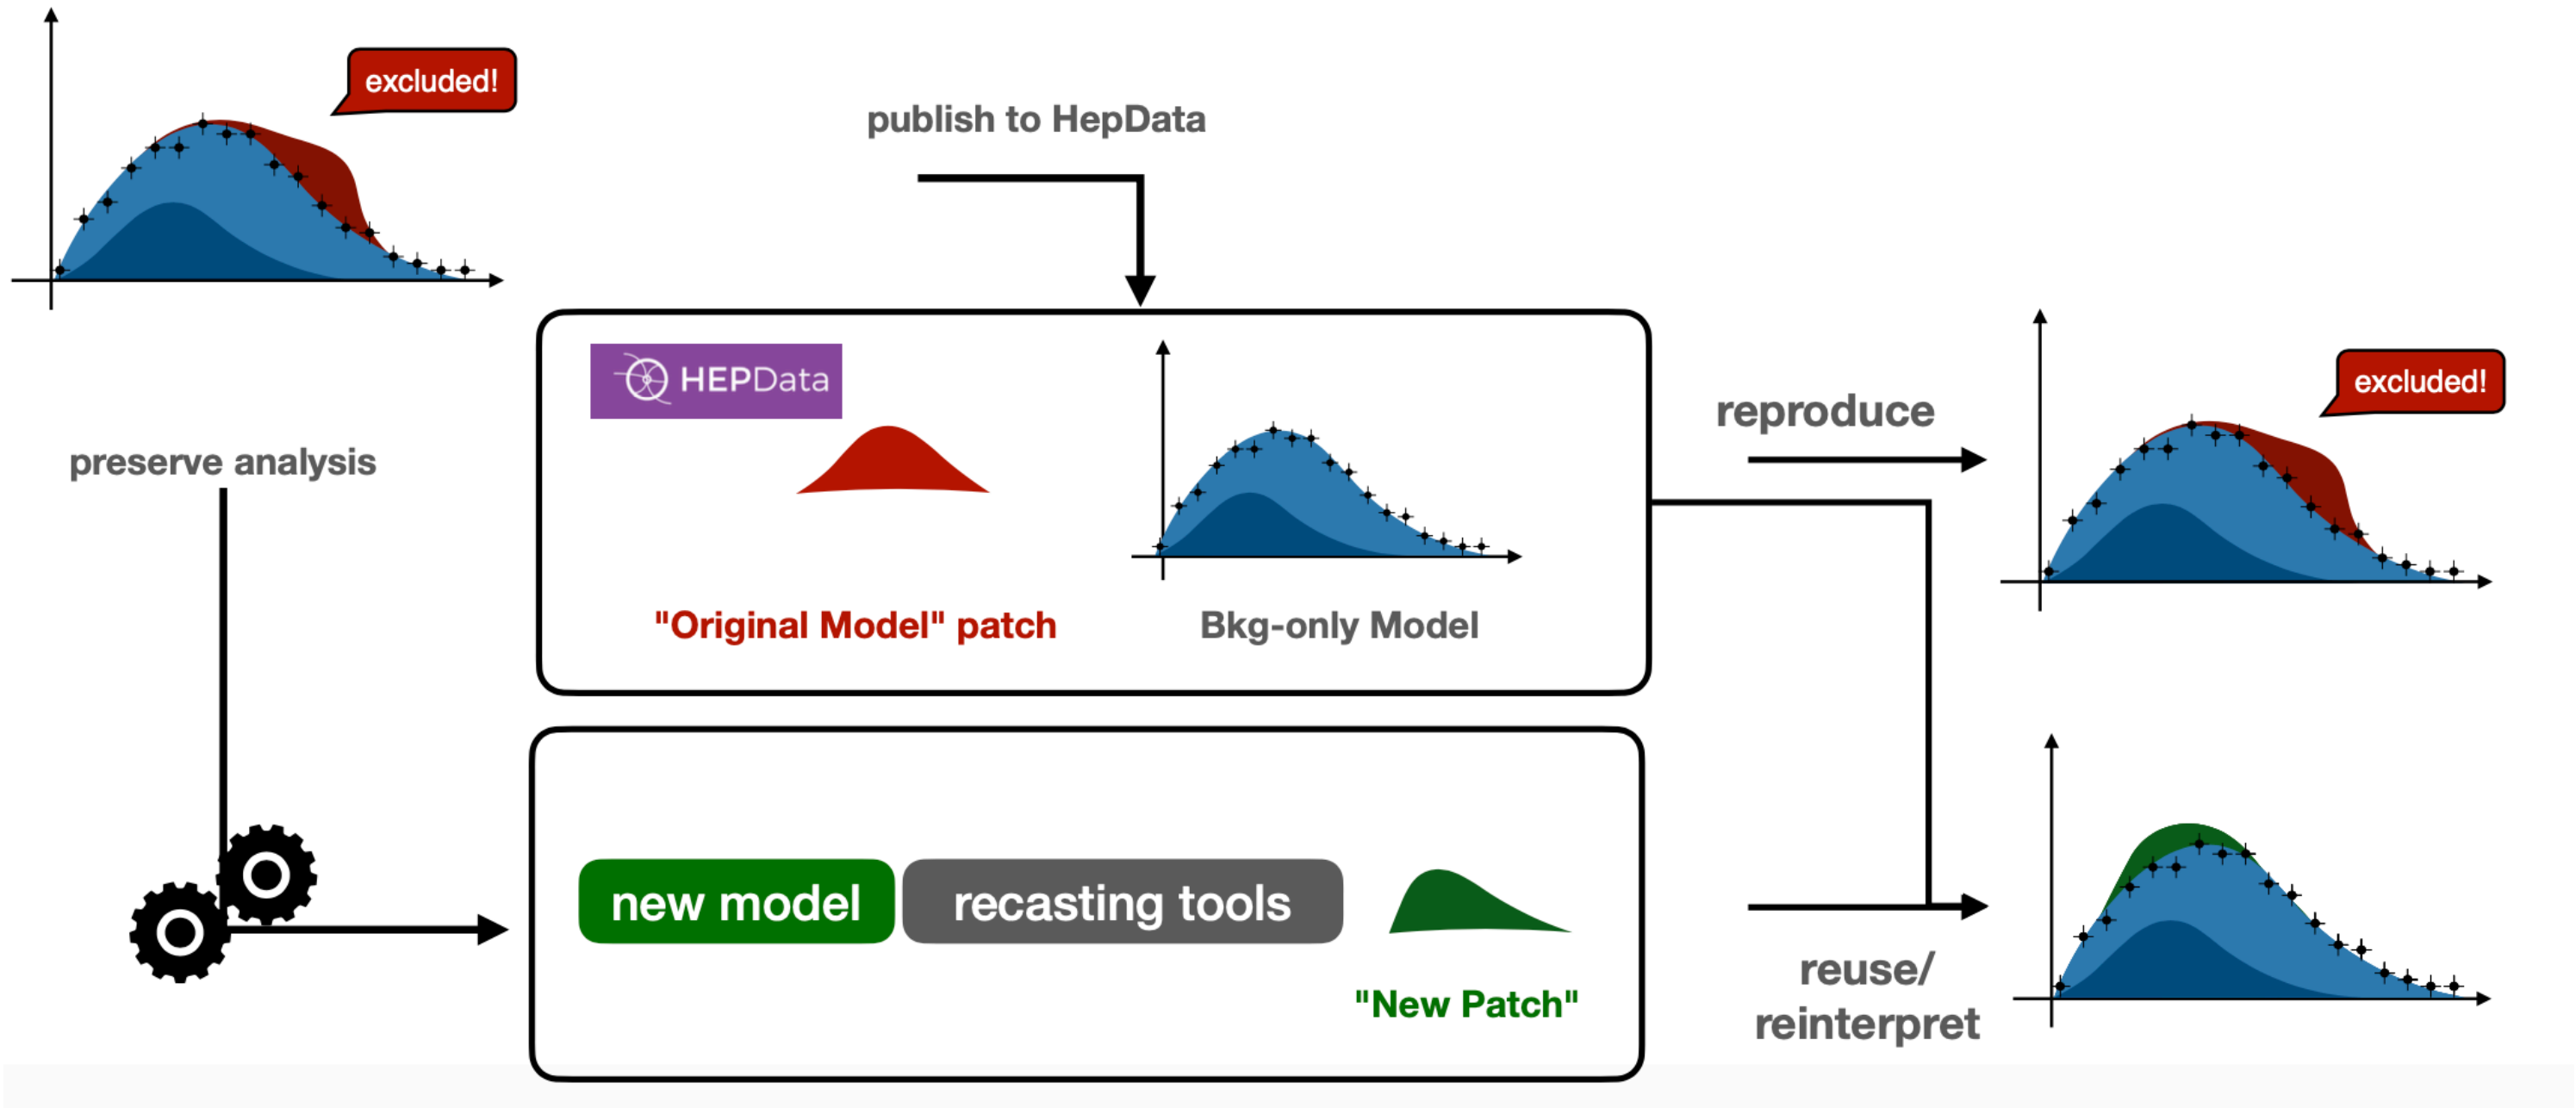 excluded!
publish to HepData
HEPData
preserve analysis
"Original Model" patch
Bkg-only Model
reproduce
excluded!
new model
recasting tools
"New Patch"
reuse/
reinterpret